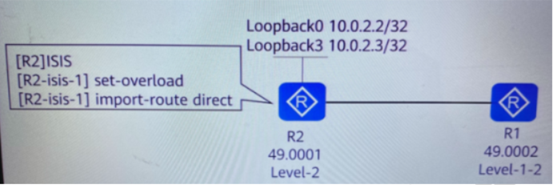 Loopback0 10.0.2.2/32
Loopback3 10.0.2.3/32
[R2]ISIS
[R2-isis-1] set-overload
[R2-isis-1] import-route direct
R
R
R2
49.0001
Level-2
R1
49.0002
Level-1-2